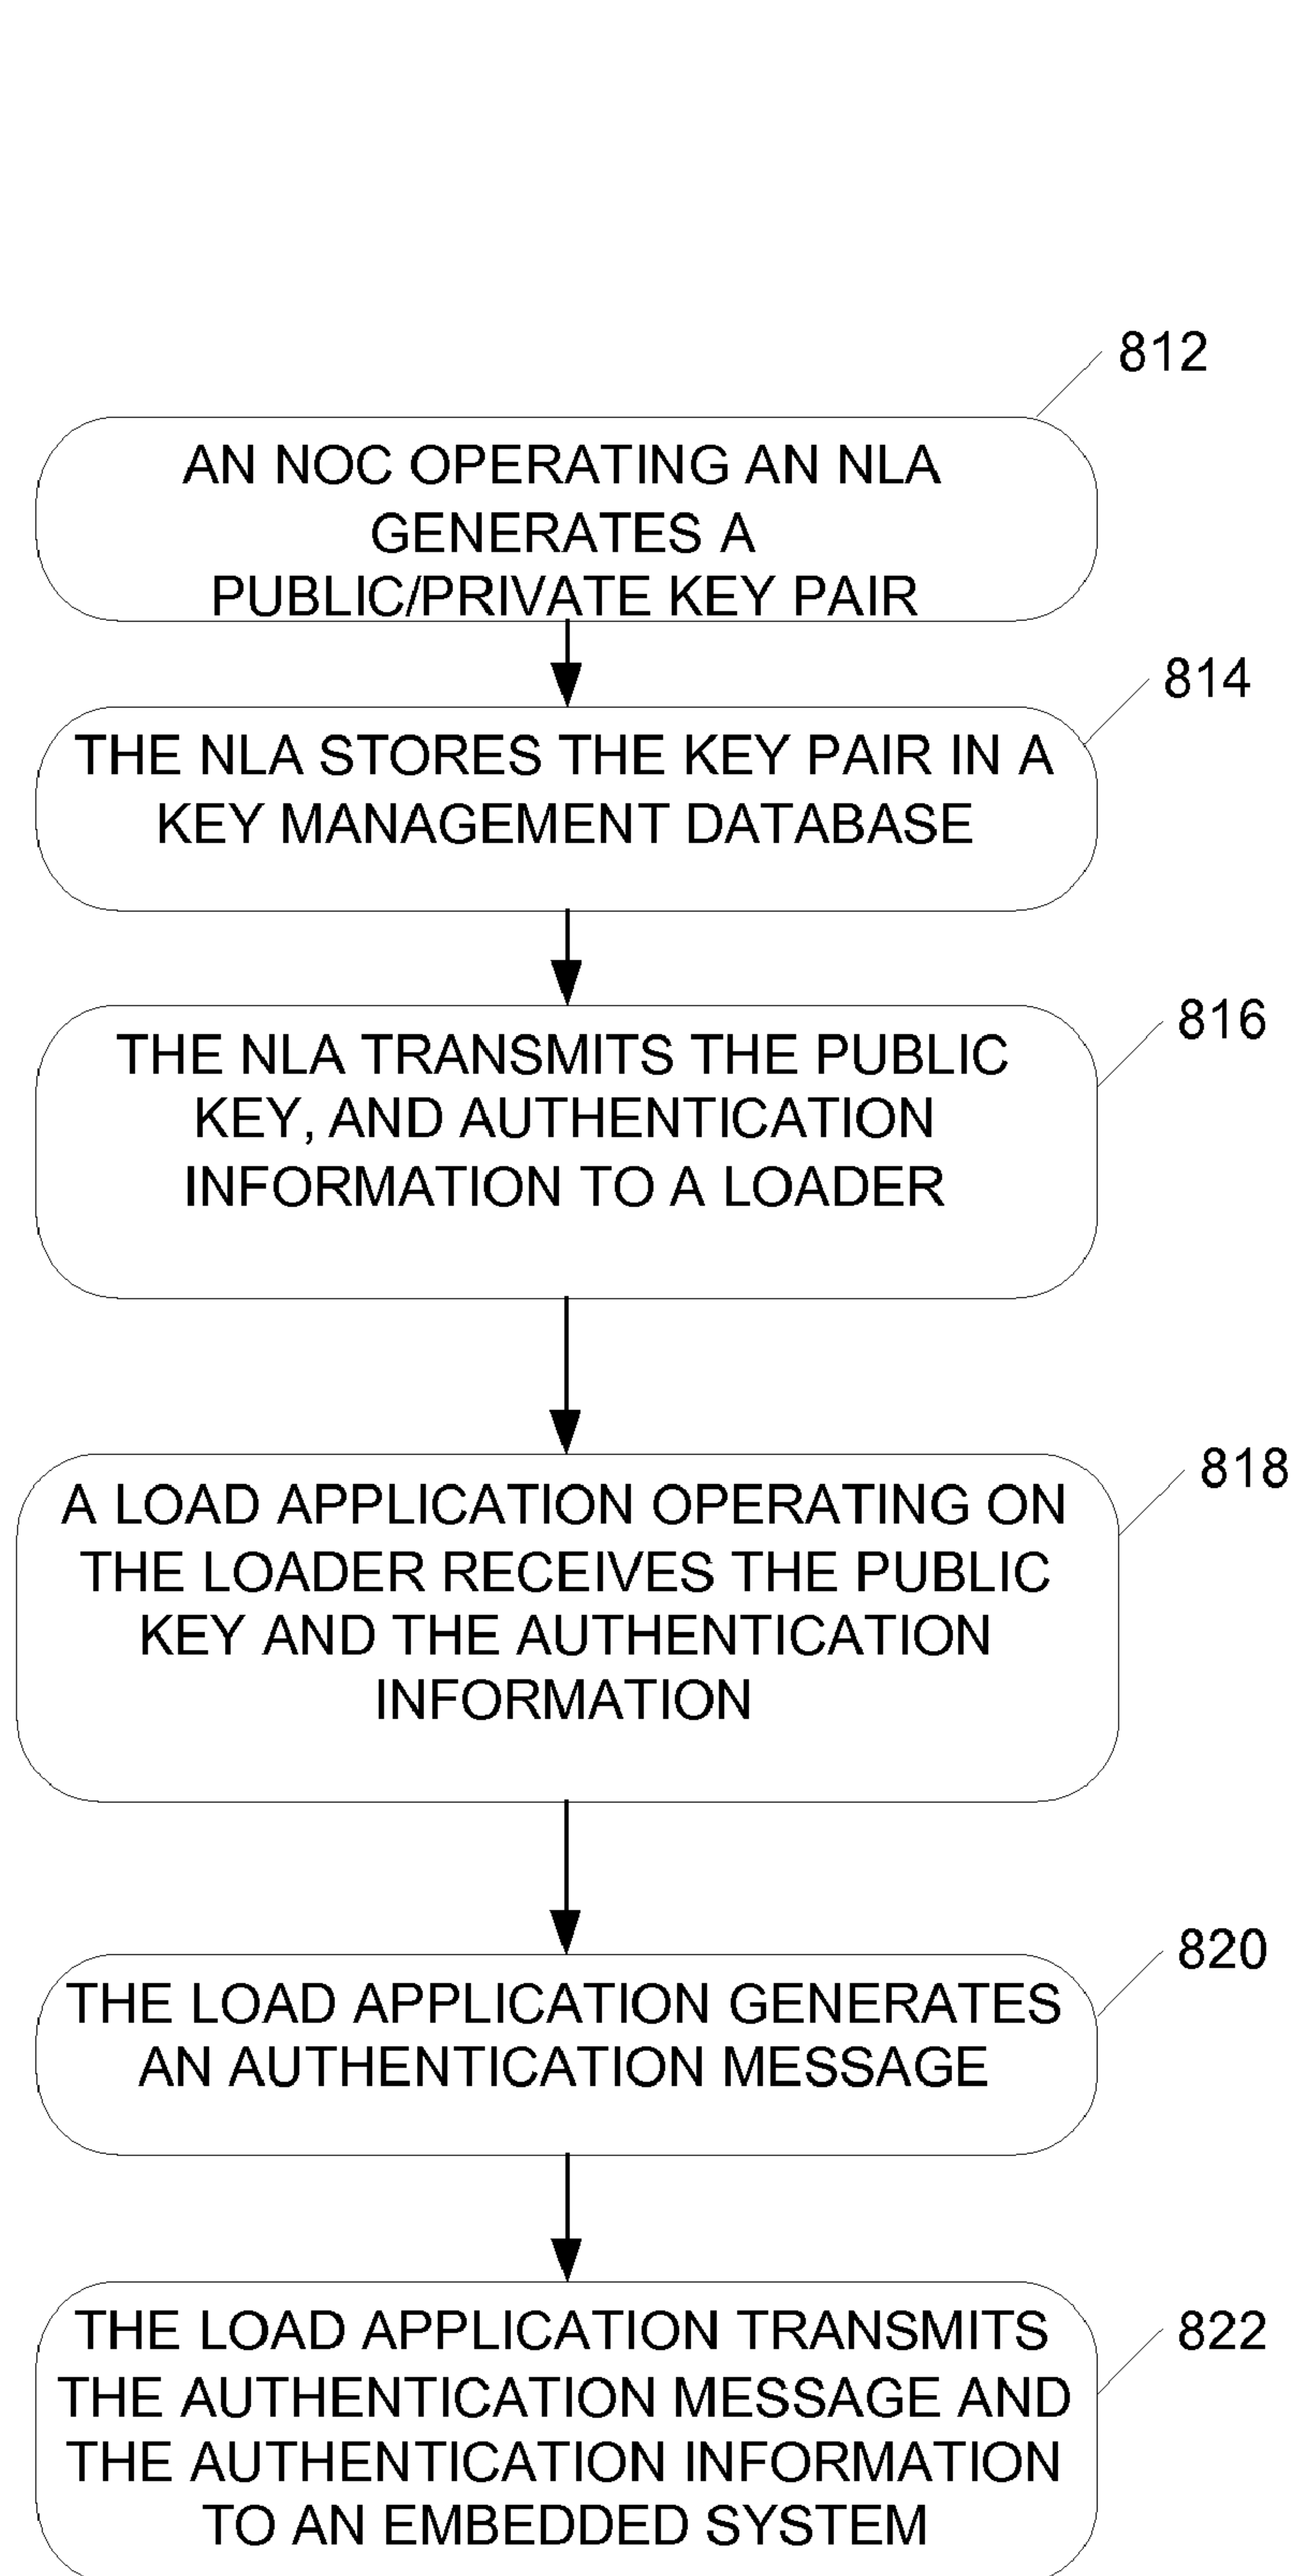 812
AN NOC OPERATING AN NLA
GENERATES A
PUBLIC/PRIVATE KEY PAIR
814
THE NLA STORES THE KEY PAIR IN A
KEY MANAGEMENT DATABASE
816
THE NLA TRANSMITS THE PUBLIC
KEY, AND AUTHENTICATION
INFORMATION TO A LOADER
818
A LOAD APPLICATION OPERATING ON
THE LOADER RECEIVES THE PUBLIC
KEY AND THE AUTHENTICATION
INFORMATION
820
THE LOAD APPLICATION GENERATES
AN AUTHENTICATION MESSAGE
822
THE LOAD APPLICATION TRANSMITS
THE AUTHENTICATION MESSAGE AND
THE AUTHENTICATION INFORMATION
TO AN EMBEDDED SYSTEM